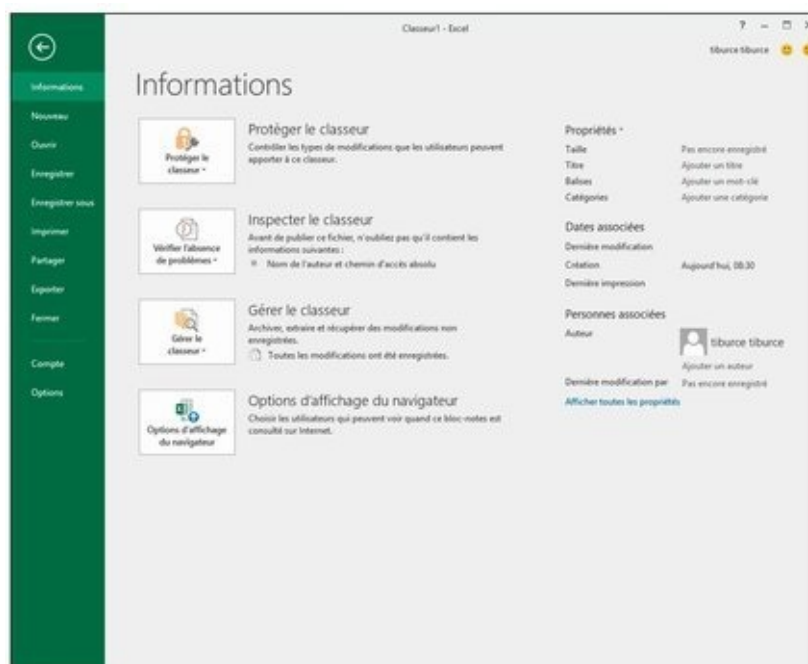 Classeur1 - Excel
?
tiburce tiburce
Informations
Nouveau
Ouvrir
Enregistrer
Enregistrer sous
Imprimer
Partager
Exporter
Fermer
Compte
Options
Informations
Protéger le
classeur
Protéger le classeur
Contrôler les types de modifications que les utilisateurs peuvent
apporter à ce classeur.
Vérifier l'absence
de problèmes
Inspecter le classeur
Avant de publier ce fichier, n'oubliez pas qu'il contient les
informations suivantes :
Nom de l'auteur et chemin d'accès absolu
Gérer le
classeur
Gérer le classeur
Archiver, extraire et récupérer des modifications non
enregistrées.
Toutes les modifications ont été enregistrées.
Options d'affichage
du navigateur
Options d'affichage du navigateur
Choisir les utilisateurs qui peuvent voir quand ce bloc-notes est
consulté sur Internet.
Propriétés
Taille Pas encore enregistré
Titre Ajouter un titre
Balises Ajouter un mot-clé
Catégories Ajouter une catégorie
Dates associées
Dernière modification
Création Aujourd'hui, 08:30
Dernière impression
Personnes associées
Auteur
tiburce tiburce
Ajouter un auteur
Dernière modification par Pas encore enregistré
Afficher toutes les propriétés